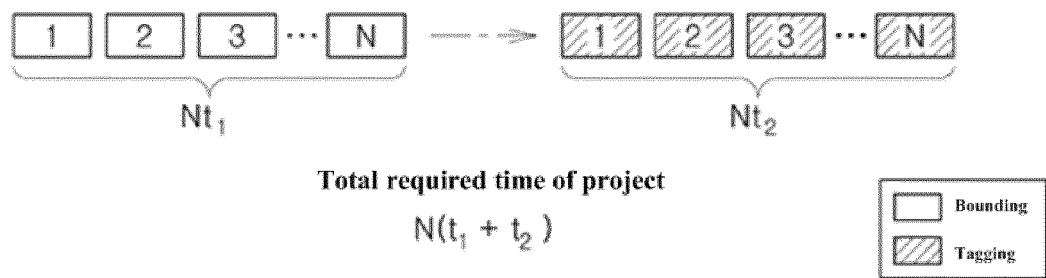 1 2 3 ··· N 1 2 3 ··· N
Nt₁ Nt₂
Total required time of project
N(t₁ + t₂ )
Bounding
Tagging